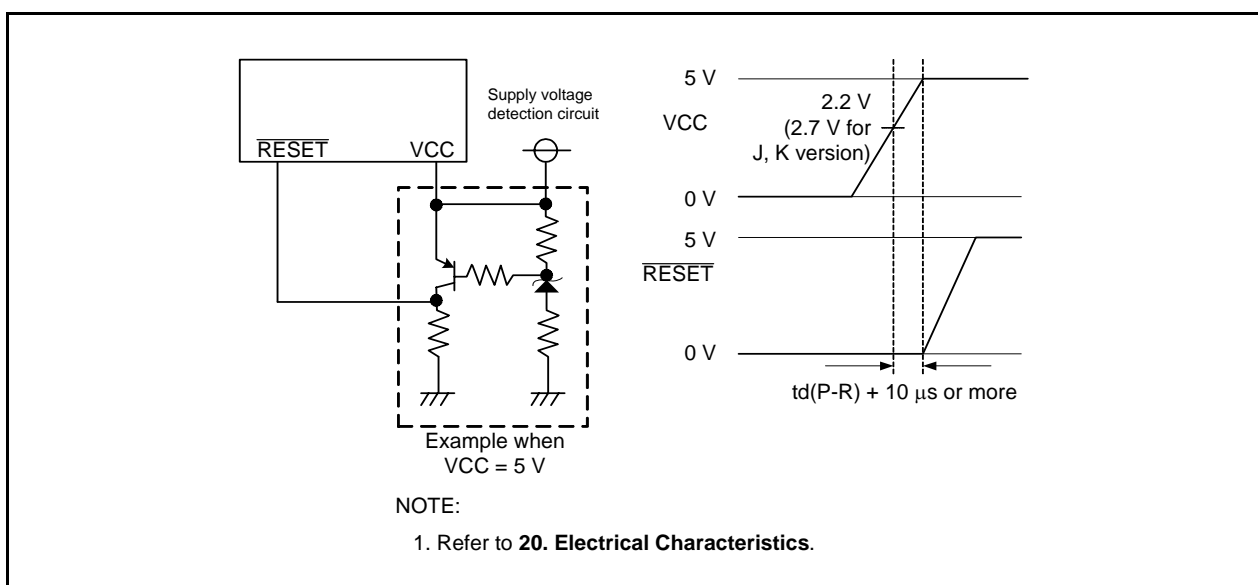 RESET
VCC
Supply voltage
detection circuit
Example when
VCC = 5 V
5 V
VCC
2.2 V
(2.7 V for
J, K version)
0 V
5 V
RESET
0 V
td(P-R) + 10 μs or more
NOTE:
1. Refer to 20. Electrical Characteristics.